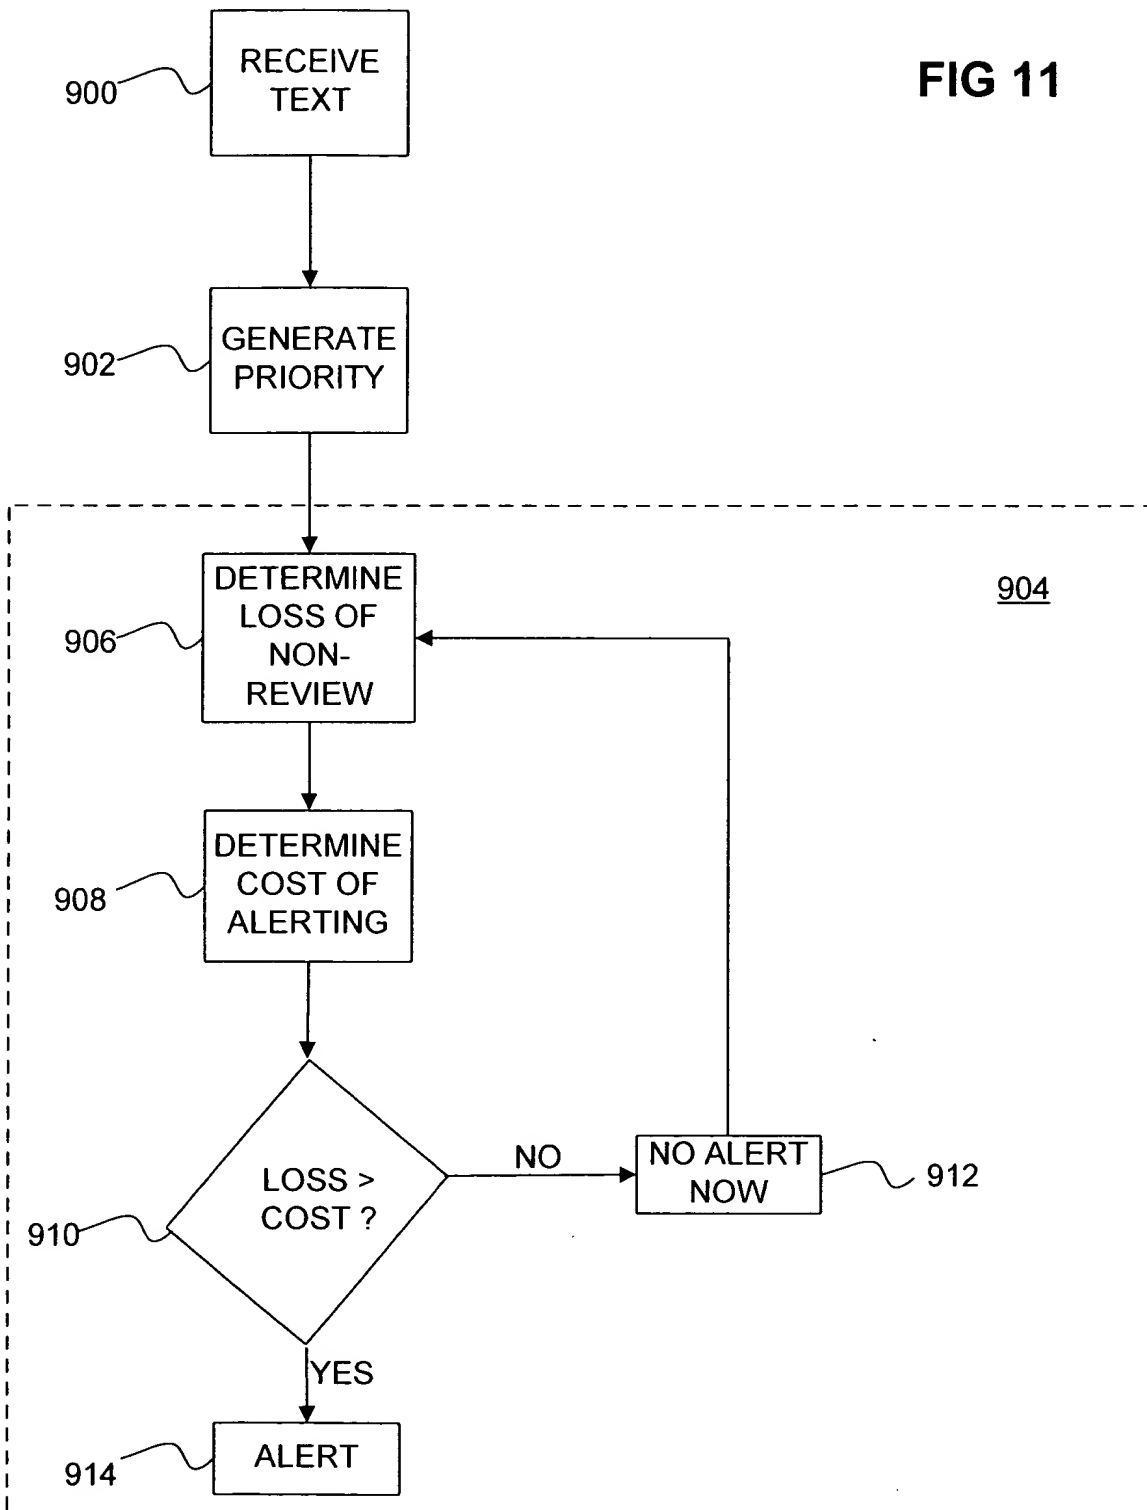 FIG 11
RECEIVE
TEXT
900
GENERATE
PRIORITY
902
904
DETERMINE
LOSS OF
NON-
REVIEW
906
DETERMINE
COST OF
ALERTING
908
LOSS >
COST ?
910
NO
NO ALERT
NOW
912
YES
ALERT
914